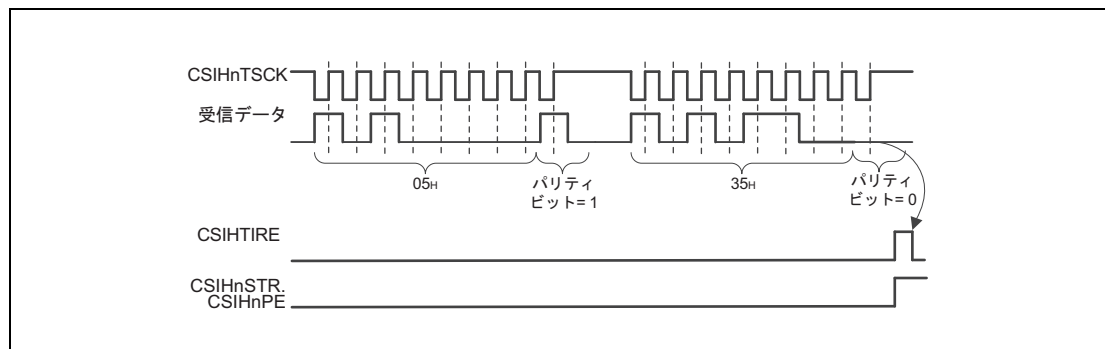 CSIHnTSCK
受信データ
05H
パリティ
ビット= 1
35H
パリティ
ビット= 0
CSIHTIRE
CSIHnSTR.
CSIHnPE